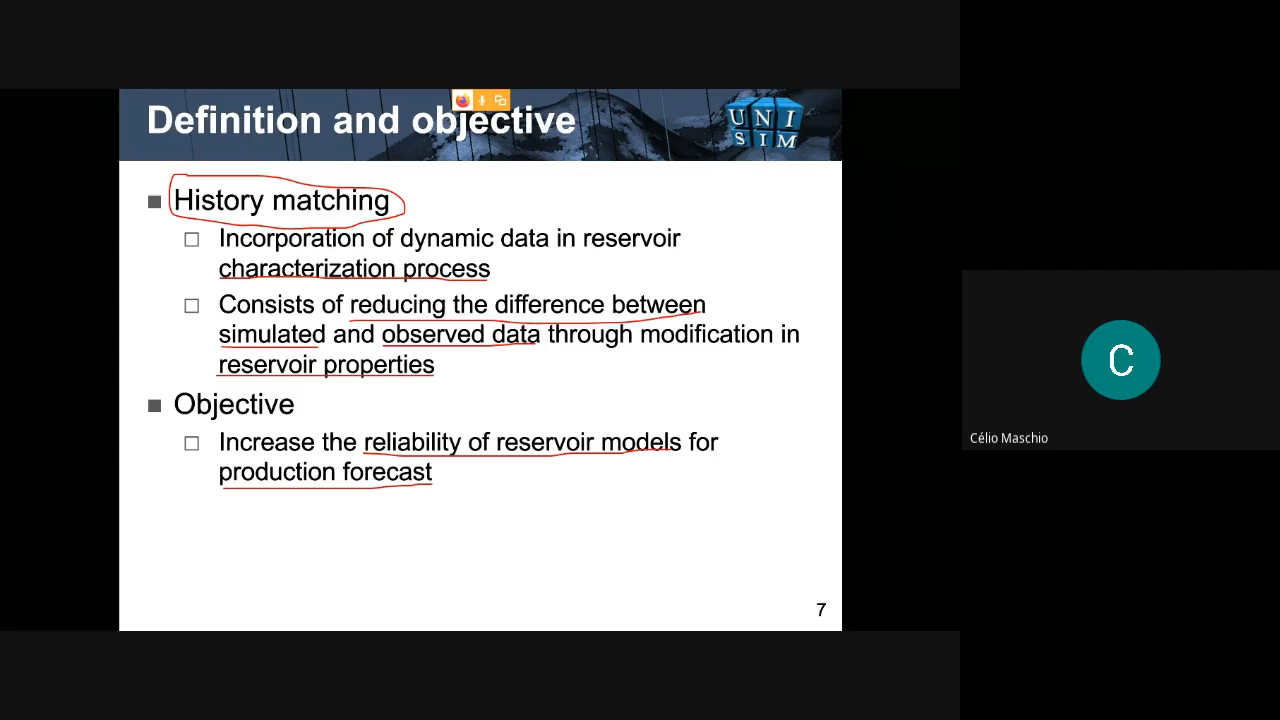 Definition and objective
UNI
SIM
History matching
Incorporation of dynamic data in reservoir
characterization process
Consists of reducing the difference between
simulated and observed data through modification in
reservoir properties
Objective
Increase the reliability of reservoir models for
production forecast
7
C
Célio Maschio